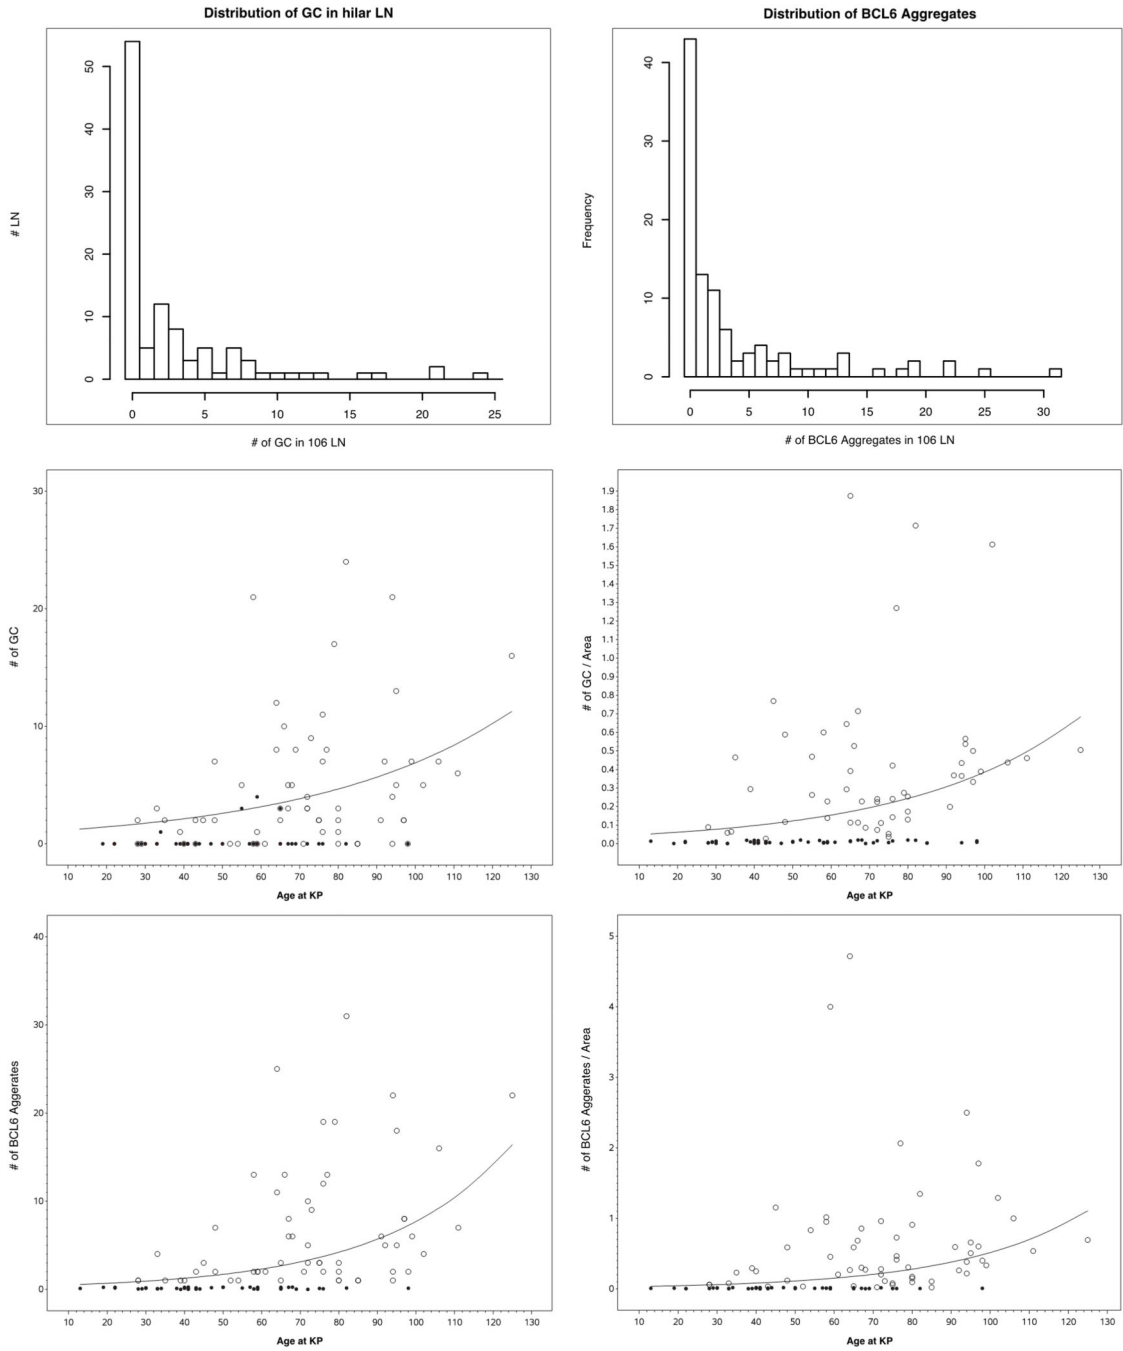 Distribution of GC in hilar LN
# LN
50
40
30
20
10
0
0 5 10 15 20 25
# of GC in 106 LN
Distribution of BCL6 Aggregates
Frequency
40
30
20
10
0
0 5 10 15 20 25 30
# of BCL6 Aggregates in 106 LN
# of GC
30
20
10
0
10 20 30 40 50 60 70 80 90 100 110 120 130
Age at KP
# of GC / Area
1.9
1.8
1.7
1.6
1.5
1.4
1.3
1.2
1.1
1.0
0.9
0.8
0.7
0.6
0.5
0.4
0.3
0.2
0.1
0.0
10 20 30 40 50 60 70 80 90 100 110 120 130
Age at KP
# of BCL6 Aggerates
40
30
20
10
0
10 20 30 40 50 60 70 80 90 100 110 120 130
Age at KP
# of BCL6 Aggerates / Area
5
4
3
2
1
0
10 20 30 40 50 60 70 80 90 100 110 120 130
Age at KP